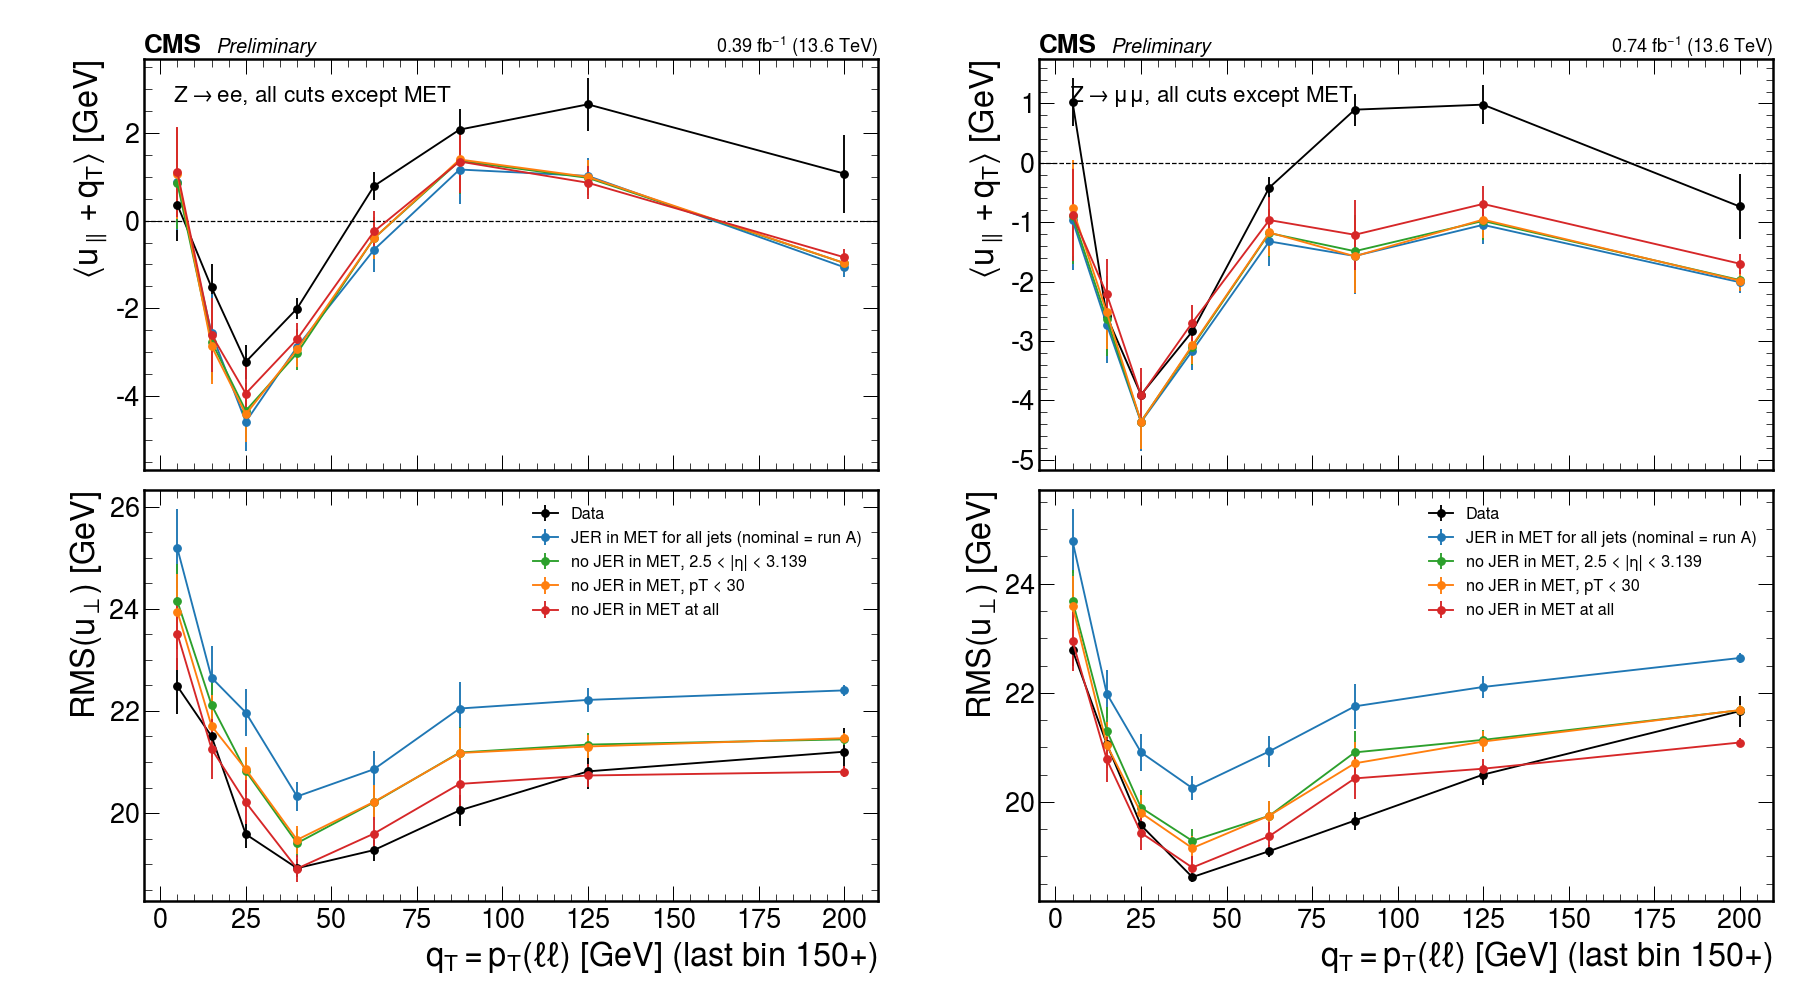 CMS Preliminary 0.39 fb⁻¹ (13.6 TeV)
Z→ee, all cuts except MET
⟨u∥ + qT⟩ [GeV]
2
0
-2
-4
CMS Preliminary 0.74 fb⁻¹ (13.6 TeV)
Z→μμ, all cuts except MET
⟨u∥ + qT⟩ [GeV]
1
0
-1
-2
-3
-4
-5
RMS(u⊥) [GeV]
26
24
22
20
Data
JER in MET for all jets (nominal = run A)
no JER in MET, 2.5 < |η| < 3.139
no JER in MET, pT < 30
no JER in MET at all
0 25 50 75 100 125 150 175 200
qT = pT(ℓℓ) [GeV] (last bin 150+)
RMS(u⊥) [GeV]
24
22
20
Data
JER in MET for all jets (nominal = run A)
no JER in MET, 2.5 < |η| < 3.139
no JER in MET, pT < 30
no JER in MET at all
0 25 50 75 100 125 150 175 200
qT = pT(ℓℓ) [GeV] (last bin 150+)